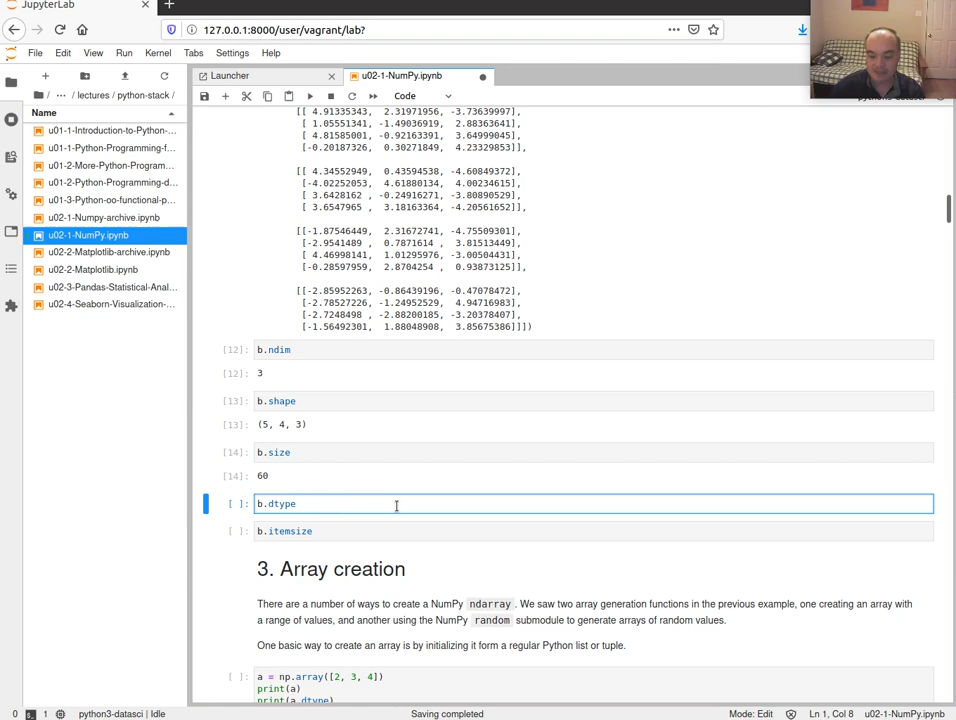 JupyterLab
127.0.0.1:8000/user/vagrant/lab?
File Edit View Run Kernel Tabs Settings Help
Launcher
u02-1-NumPy.ipynb
/ ··· / lectures / python-stack /
Code
Name
u01-1-Introduction-to-Python-...
u01-1-Python-Programming-f...
u01-2-More-Python-Program...
u01-2-Python-Programming-d...
u01-3-Python-oo-functional-p...
u02-1-Numpy-archive.ipynb
u02-1-NumPy.ipynb
u02-2-Matplotlib-archive.ipynb
u02-2-Matplotlib.ipynb
u02-3-Pandas-Statistical-Anal...
u02-4-Seaborn-Visualization-...
[[ 4.91335343, 2.31971956, -3.73639997],
[ 1.05551341, -1.49036919, 2.88363641],
[ 4.81585001, -0.92163391, 3.64999045],
[-0.20187326, 0.30271849, 4.23329853]],
[[ 4.34552949, 0.43594538, -4.60849372],
[-4.02252053, 4.61880134, 4.00234615],
[ 3.6428162 , -0.24916271, -3.80890529],
[ 3.6547965 , 3.18163364, -4.20561652]],
[[-1.87546449, 2.31672741, -4.75509301],
[-2.9541489 , 0.7871614 , 3.81513449],
[ 4.46998141, 1.01295976, -3.00504431],
[-0.28597959, 2.8704254 , 0.93873125]],
[[-2.85952263, -0.86439196, -0.47078472],
[-2.78527226, -1.24952529, 4.94716983],
[-2.7248498 , -2.88200185, -3.20378407],
[-1.56492301, 1.88048908, 3.85675386]]])
[12]: b.ndim
[12]: 3
[13]: b.shape
[13]: (5, 4, 3)
[14]: b.size
[14]: 60
[ ]: b.dtype
[ ]: b.itemsize
3. Array creation
There are a number of ways to create a NumPy ndarray . We saw two array generation functions in the previous example, one creating an array with
a range of values, and another using the NumPy random submodule to generate arrays of random values.
One basic way to create an array is by initializing it form a regular Python list or tuple.
[ ]: a = np.array([2, 3, 4])
print(a)
print(a.dtype)
0 1 python3-datasci | Idle
Saving completed
Mode: Edit Ln 1, Col 8 u02-1-NumPy.ipynb